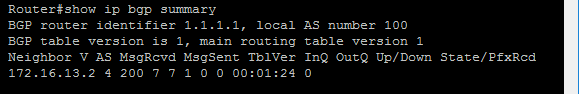 Router#show ip bgp summary
BGP router identifier 1.1.1.1, local AS number 100
BGP table version is 1, main routing table version 1
Neighbor V AS MsgRcvd MsgSent TblVer InQ OutQ Up/Down State/PfxRcd
172.16.13.2 4 200 7 7 1 0 0 00:01:24 0